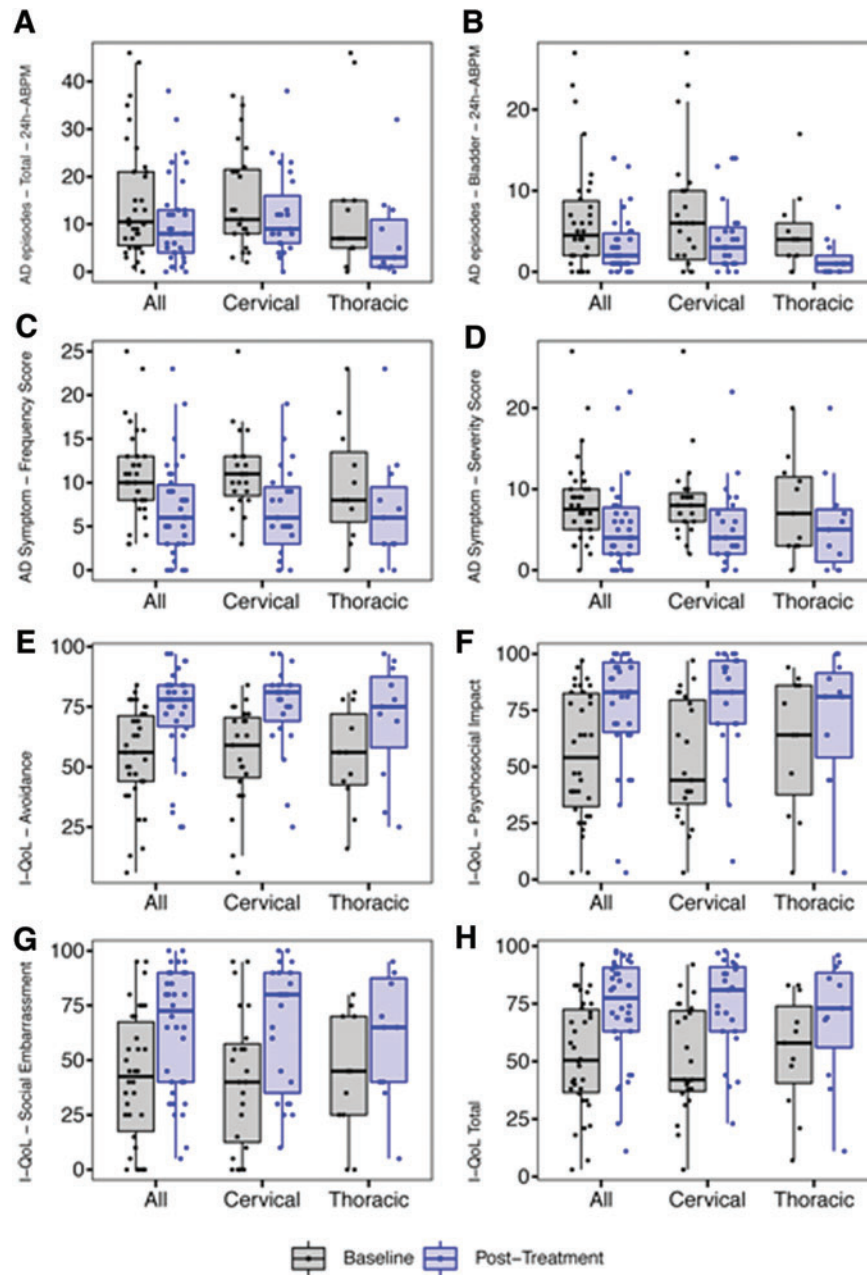 A
B
AD episodes – Total – 24h–ABPM
40
30
20
10
0
All
Cervical
Thoracic
AD episodes – Bladder – 24h–ABPM
20
10
0
All
Cervical
Thoracic
C
D
AD Symptom – Frequency Score
25
20
15
10
5
0
All
Cervical
Thoracic
AD Symptom – Severity Score
20
10
0
All
Cervical
Thoracic
E
F
I–QoL – Avoidance
100
75
50
25
All
Cervical
Thoracic
I–QoL – Psychosocial Impact
100
75
50
25
0
All
Cervical
Thoracic
G
H
I–QoL – Social Embarrassment
100
75
50
25
0
All
Cervical
Thoracic
I–QoL Total
100
75
50
25
0
All
Cervical
Thoracic
Baseline
Post–Treatment